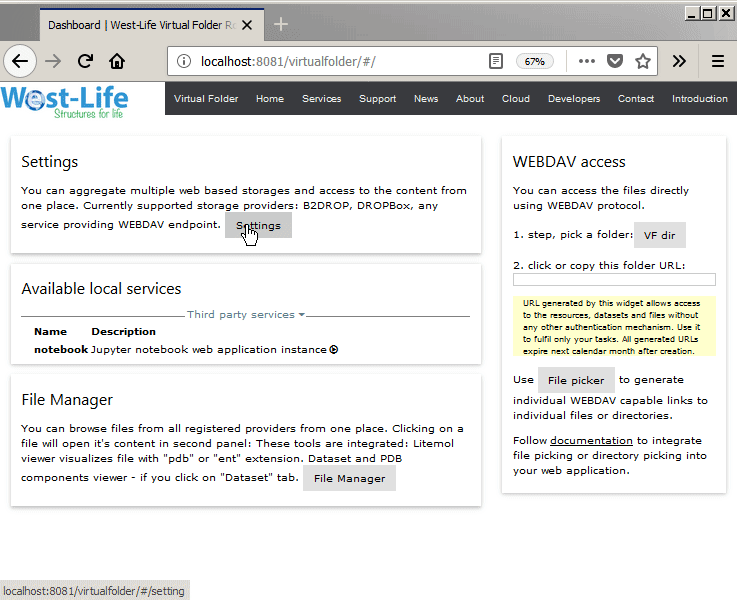 Dashboard | West-Life Virtual Folder R
localhost:8081/virtualfolder/#/
67%
West-Life
Structures for life
Virtual Folder Home Services Support News About Cloud Developers Contact Introduction
Settings
You can aggregate multiple web based storages and access to the content from
one place. Currently supported storage providers: B2DROP, DROPBox, any
service providing WEBDAV endpoint. Settings
Available local services
Third party services
Name Description
notebook Jupyter notebook web application instance
File Manager
You can browse files from all registered providers from one place. Clicking on a
file will open it's content in second panel: These tools are integrated: Litemol
viewer visualizes file with "pdb" or "ent" extension. Dataset and PDB
components viewer - if you click on "Dataset" tab. File Manager
WEBDAV access
You can access the files directly
using WEBDAV protocol.
1. step, pick a folder: VF dir
2. click or copy this folder URL:
URL generated by this widget allows access
to the resources, datasets and files without
any other authentication mechanism. Use it
to fulfil only your tasks. All generated URLs
expire next calendar month after creation.
Use File picker to generate
individual WEBDAV capable links to
individual files or directories.
Follow documentation to integrate
file picking or directory picking into
your web application.
localhost:8081/virtualfolder/#/setting